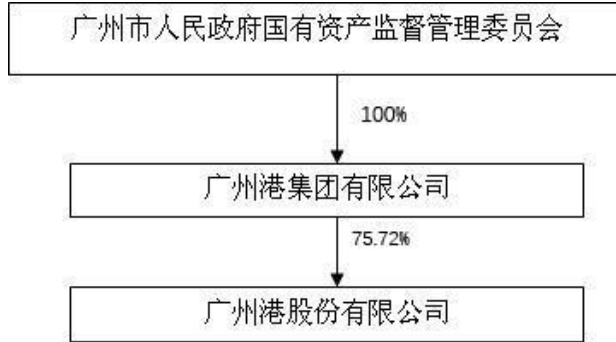 广州市人民政府国有资产监督管理委员会
100%
广州港集团有限公司
75.72%
广州港股份有限公司